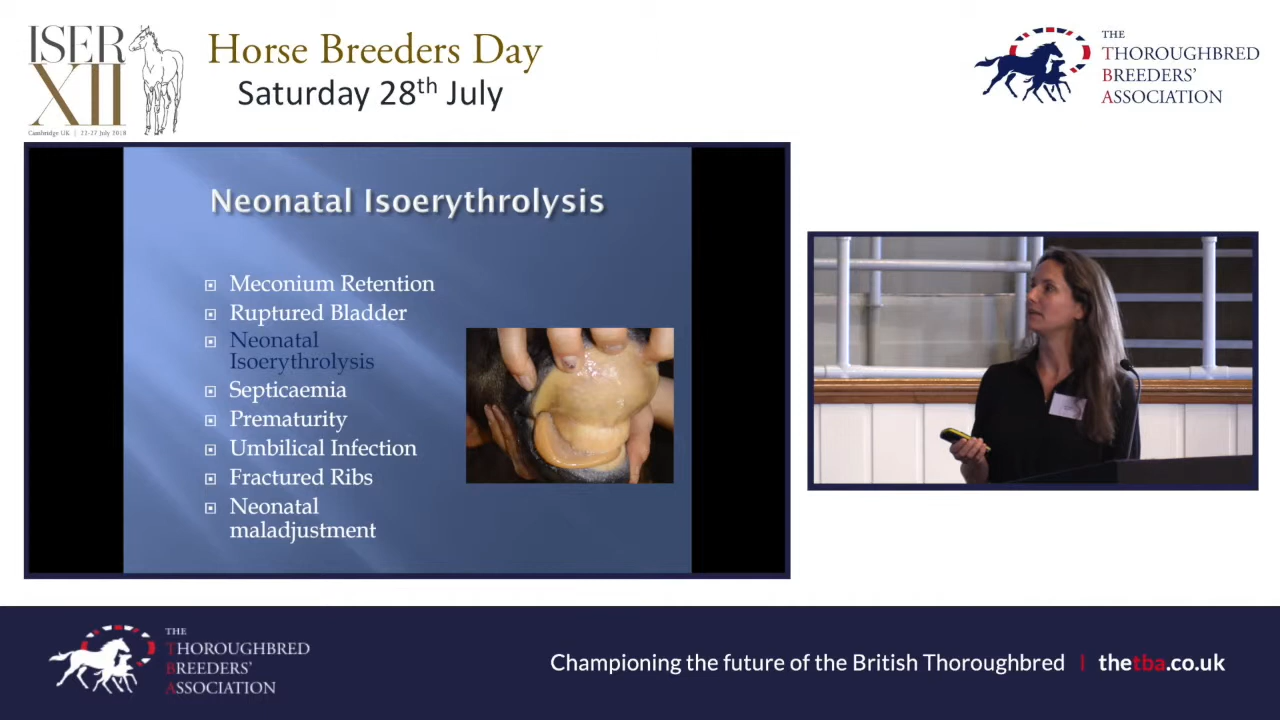 ISER
XII
Cambridge UK | 22-27 July 2018
Horse Breeders Day
Saturday 28th July
THE
THOROUGHBRED
BREEDERS'
ASSOCIATION
Neonatal Isoerythrolysis
Meconium Retention
Ruptured Bladder
Neonatal
Isoerythrolysis
Septicaemia
Prematurity
Umbilical Infection
Fractured Ribs
Neonatal
maladjustment
THE
THOROUGHBRED
BREEDERS'
ASSOCIATION
Championing the future of the British Thoroughbred | thetba.co.uk